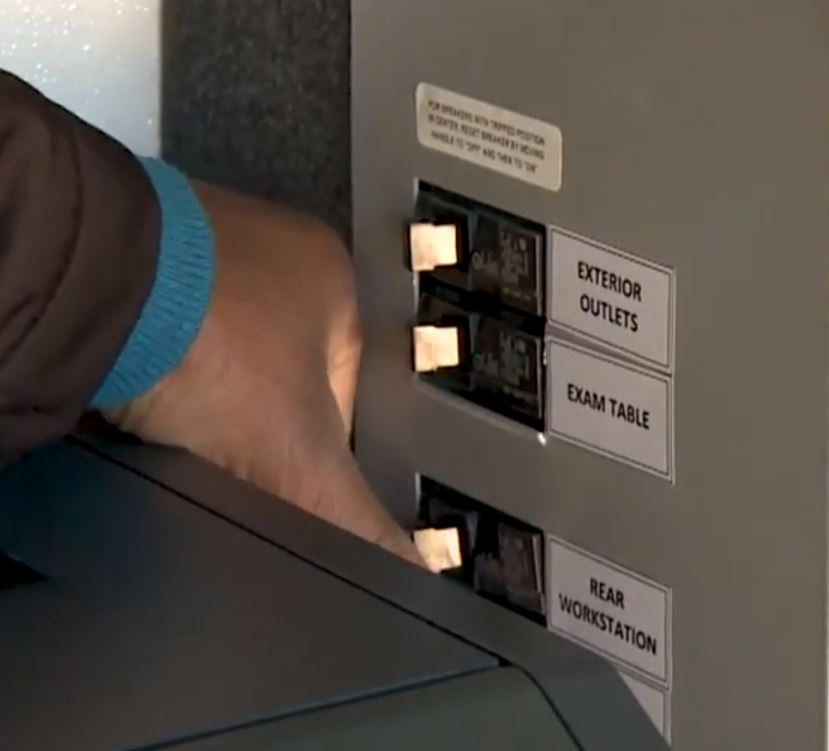 FOR BREAKERS WITH TRIPPED POSITION
IN CENTER, RESET BREAKER BY MOVING
HANDLE TO "OFF" AND THEN TO "ON"
EXTERIOR
OUTLETS
EXAM TABLE
REAR
WORKSTATION